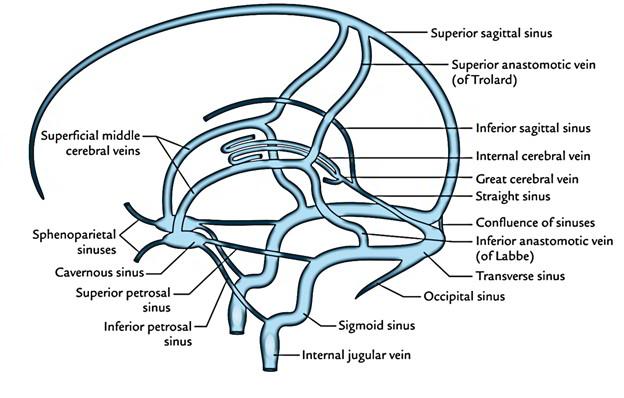 Superior sagittal sinus
Superior anastomotic vein
(of Trolard)
Inferior sagittal sinus
Internal cerebral vein
Great cerebral vein
Straight sinus
Confluence of sinuses
Inferior anastomotic vein
(of Labbe)
Transverse sinus
Occipital sinus
Sigmoid sinus
Internal jugular vein
Superficial middle
cerebral veins
Sphenoparietal
sinuses
Cavernous sinus
Superior petrosal
sinus
Inferior petrosal
sinus